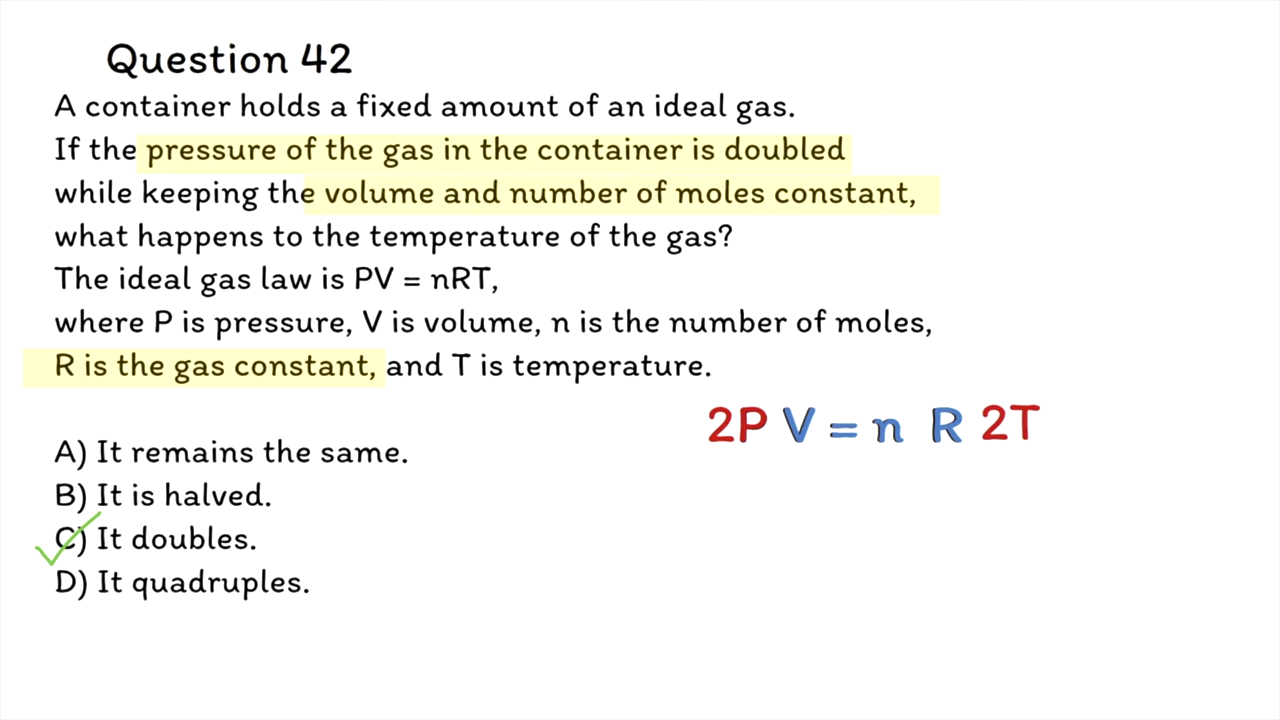 Question 42
A container holds a fixed amount of an ideal gas.
If the pressure of the gas in the container is doubled
while keeping the volume and number of moles constant,
what happens to the temperature of the gas?
The ideal gas law is PV = nRT,
where P is pressure, V is volume, n is the number of moles,
R is the gas constant, and T is temperature.
2P V = n R 2T
A) It remains the same.
B) It is halved.
C) It doubles.
D) It quadruples.